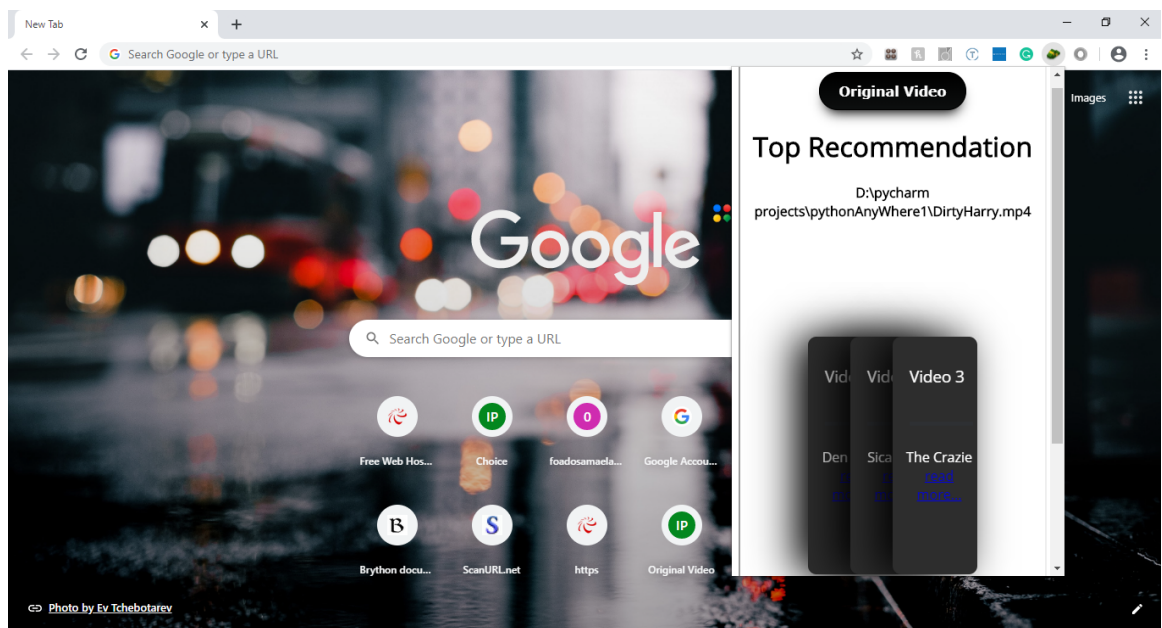 New Tab
Search Google or type a URL
Original Video
Images
Top Recommendation
D:\pycharm
projects\pythonAnyWhere1\DirtyHarry.mp4
Google
Search Google or type a URL
Vid Vid Video 3
Den Sica The Crazie
read
more...
Free Web Hos... Choice foadosamaela... Google Accou...
Brython docu... ScanURL.net https Original Video
Photo by Ev Tchebotarev